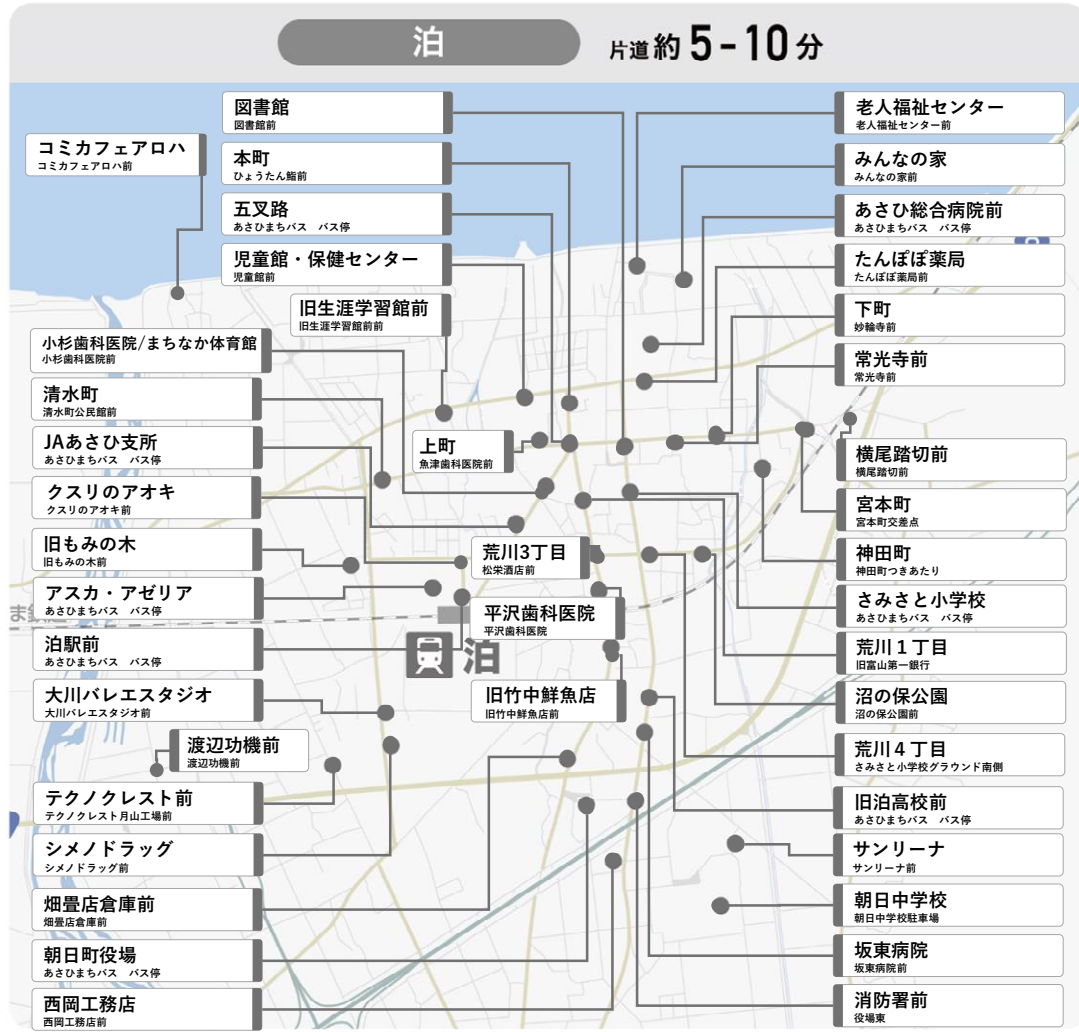 泊
片道約5-10分
図書館
図書館前
コミカフェアロハ
コミカフェアロハ前
本町
ひょうたん鮨前
五叉路
あさひまちバス バス停
児童館・保健センター
児童館前
旧生涯学習館前
旧生涯学習館前前
小杉歯科医院/まちなか体育館
小杉歯科医院前
清水町
清水町公民館前
JAあさひ支所
あさひまちバス バス停
上町
魚津歯科医院前
クスリのアオキ
クスリのアオキ前
旧もみの木
旧もみの木前
荒川3丁目
松栄酒店前
アスカ・アゼリア
あさひまちバス バス停
平沢歯科医院
平沢歯科医院
泊駅前
あさひまちバス バス停
泊
大川バレエスタジオ
大川バレエスタジオ前
旧竹中鮮魚店
旧竹中鮮魚店前
渡辺功機前
渡辺功機前
テクノクレスト前
テクノクレスト月山工場前
シメノドラッグ
シメノドラッグ前
畑畳店倉庫前
畑畳店倉庫前
朝日町役場
あさひまちバス バス停
西岡工務店
西岡工務店前
老人福祉センター
老人福祉センター前
みんなの家
みんなの家前
あさひ総合病院前
あさひまちバス バス停
たんぽぽ薬局
たんぽぽ薬局前
下町
妙輪寺前
常光寺前
常光寺前
横尾踏切前
横尾踏切前
宮本町
宮本町交差点
神田町
神田町つきあたり
さみさと小学校
あさひまちバス バス停
荒川1丁目
旧富山第一銀行
沼の保公園
沼の保公園前
荒川4丁目
さみさと小学校グラウンド南側
旧泊高校前
あさひまちバス バス停
サンリーナ
サンリーナ前
朝日中学校
朝日中学校駐車場
坂東病院
坂東病院前
消防署前
役場東